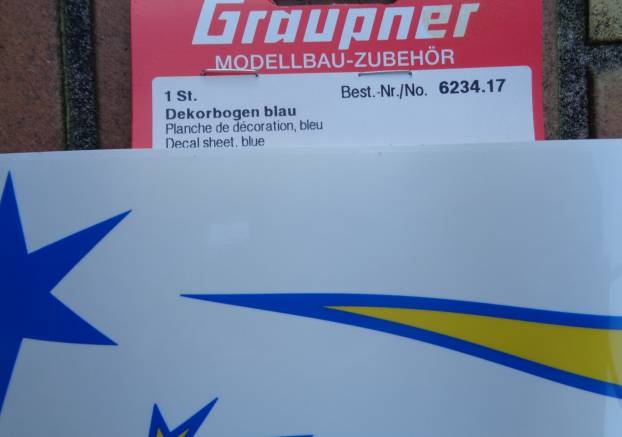 Graupner
MODELLBAU-ZUBEHÖR
1 St. Best.-Nr./No. 6234.17
Dekorbogen blau
Planche de décoration, bleu
Decal sheet, blue